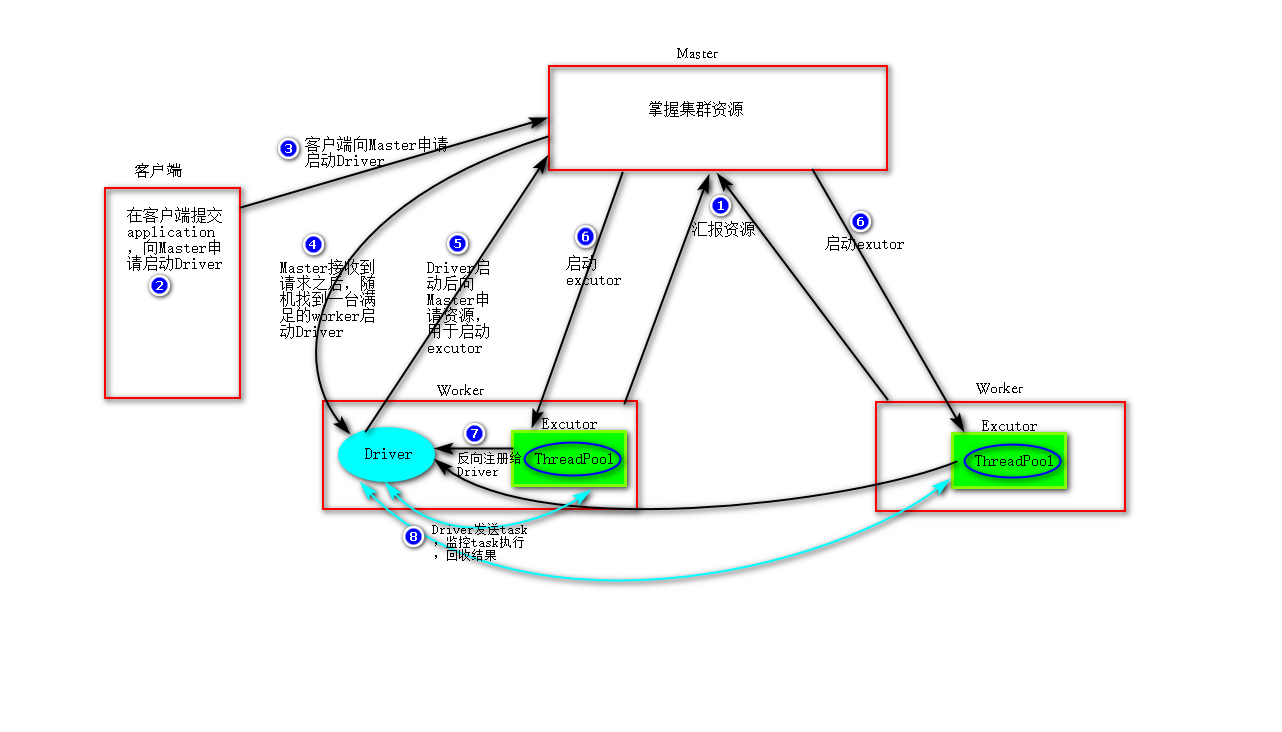 Master
掌握集群资源
③
客户端向Master申请
启动Driver
客户端
在客户端提交
application
，向Master申
请启动Driver
②
④
Master接收到
请求之后，随
机找到一台满
足的worker启
动Driver
⑤
Driver启
动后向
Master申
请资源，
用于启动
excutor
⑥
启动
excutor
①
汇报资源
⑥
启动exutor
Worker
Driver
⑦
反向注册给
Driver
Excutor
ThreadPool
Worker
Excutor
ThreadPool
⑧
Driver发送task
，监控task执行
，回收结果